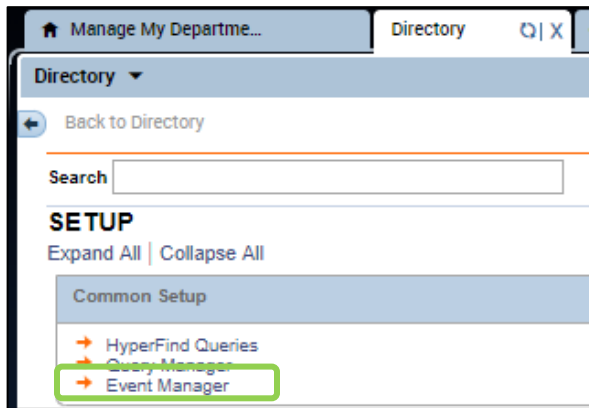 Manage My Departme... Directory | X
Directory
Back to Directory
Search
SETUP
Expand All | Collapse All
Common Setup
HyperFind Queries
Query Manager
Event Manager